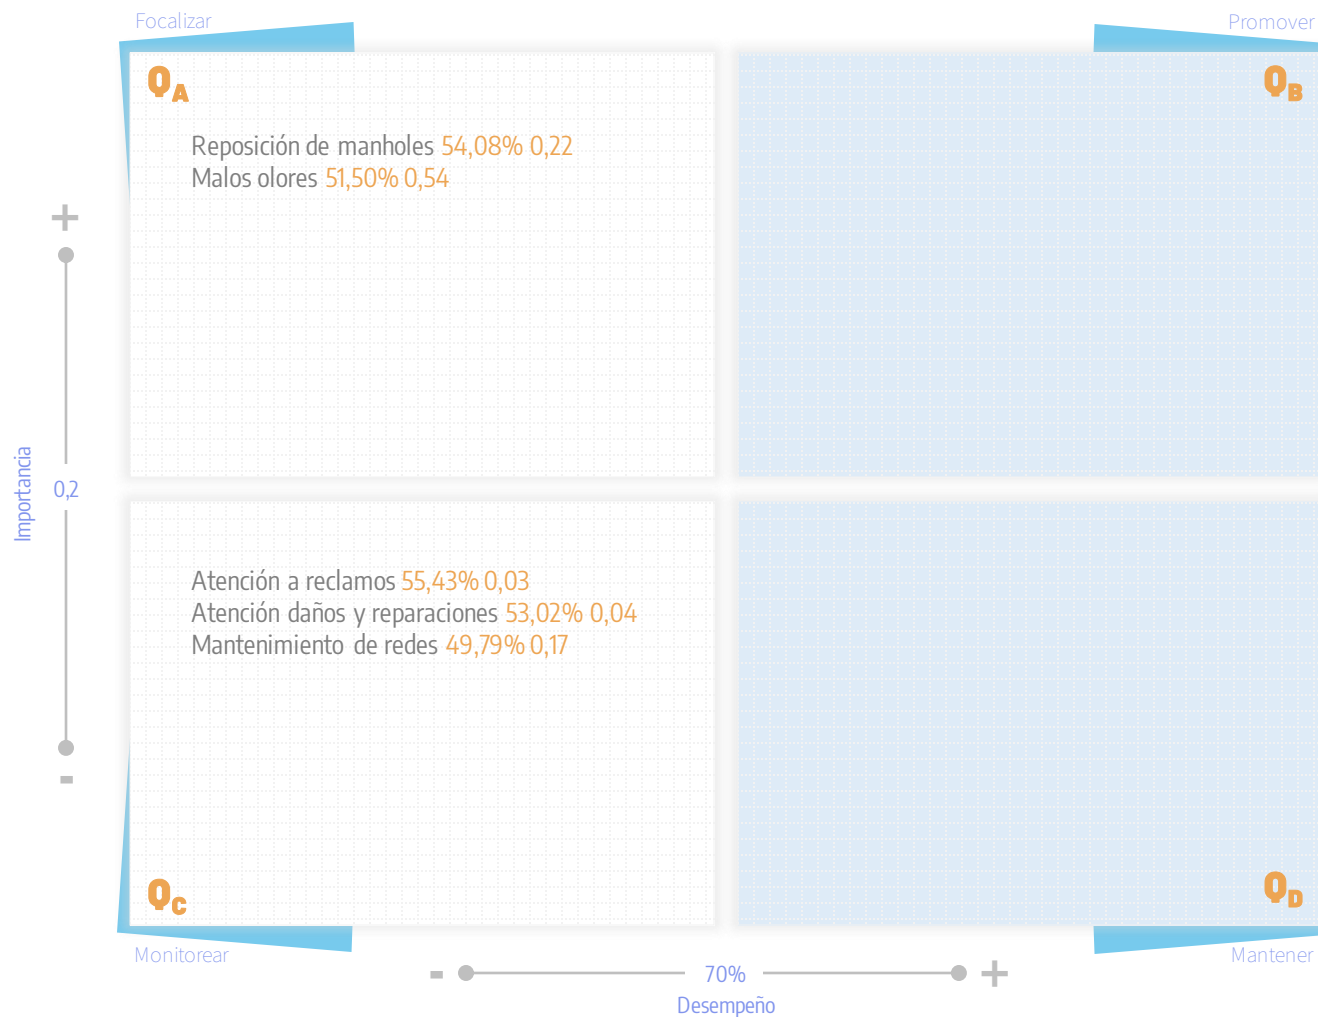 Focalizar
Promover
QA
QB
Reposición de manholes 54,08% 0,22
Malos olores 51,50% 0,54
+
Importancia
0,2
Atención a reclamos 55,43% 0,03
Atención daños y reparaciones 53,02% 0,04
Mantenimiento de redes 49,79% 0,17
-
QC
QD
Monitorear
Mantener
- 70% +
Desempeño